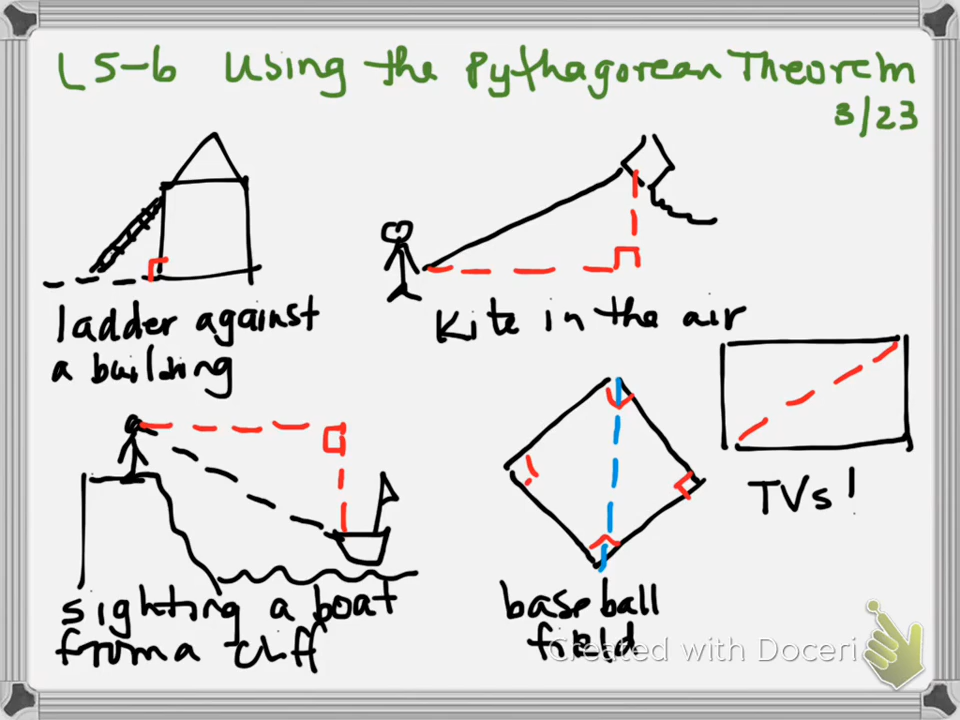 L5-6 Using the Pythagorean Theorem
3/23
ladder against
a building
Kite in the air
TVs!
sighting a boat
from a cliff
baseball
field
Created with Doceri